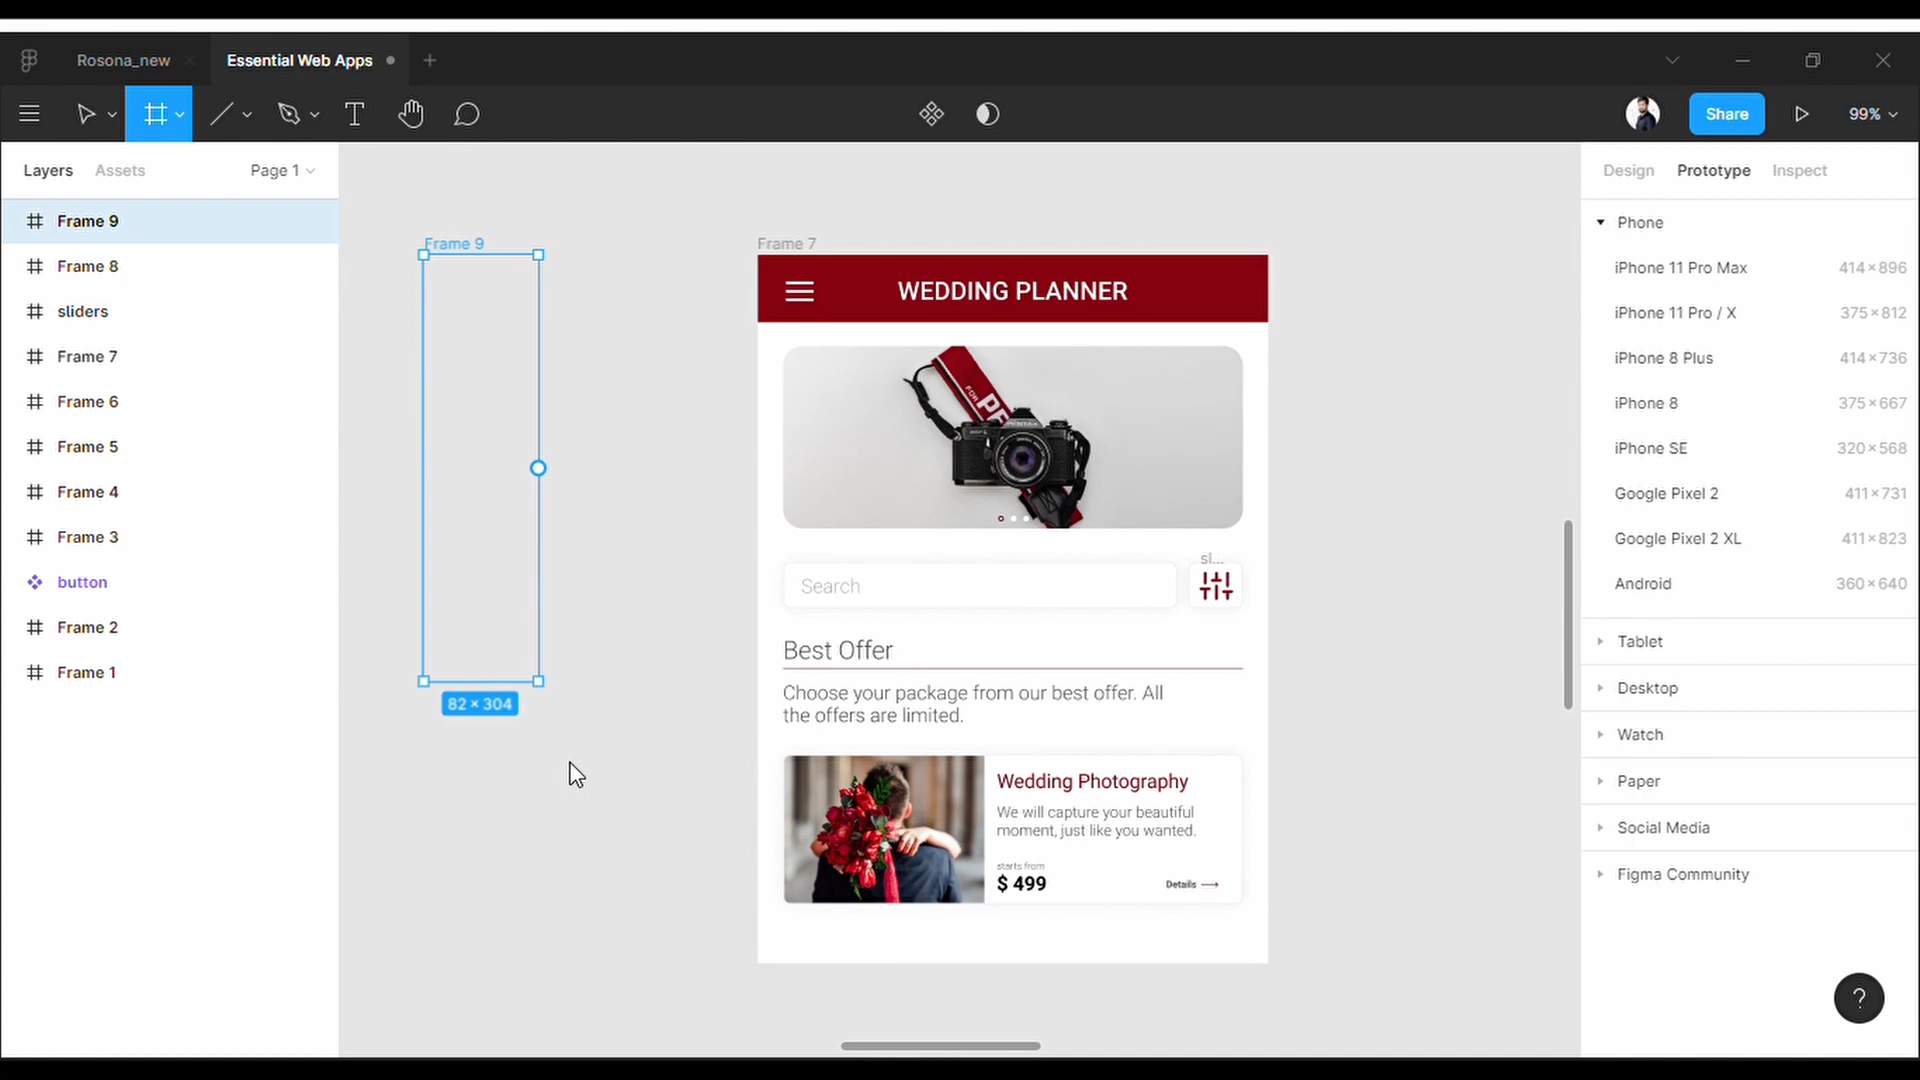 Rosona_new
Essential Web Apps
Share
99%
Layers
Assets
Page 1
Frame 9
Frame 8
sliders
Frame 7
Frame 6
Frame 5
Frame 4
Frame 3
button
Frame 2
Frame 1
Frame 9
82 × 304
Frame 7
WEDDING PLANNER
FOR
PE
PENTAX
sl...
Search
Best Offer
Choose your package from our best offer. All
the offers are limited.
Wedding Photography
We will capture your beautiful
moment, just like you wanted.
starts from
$ 499
Details
Design
Prototype
Inspect
Phone
iPhone 11 Pro Max 414×896
iPhone 11 Pro / X 375×812
iPhone 8 Plus 414×736
iPhone 8 375×667
iPhone SE 320×568
Google Pixel 2 411×731
Google Pixel 2 XL 411×823
Android 360×640
Tablet
Desktop
Watch
Paper
Social Media
Figma Community
?